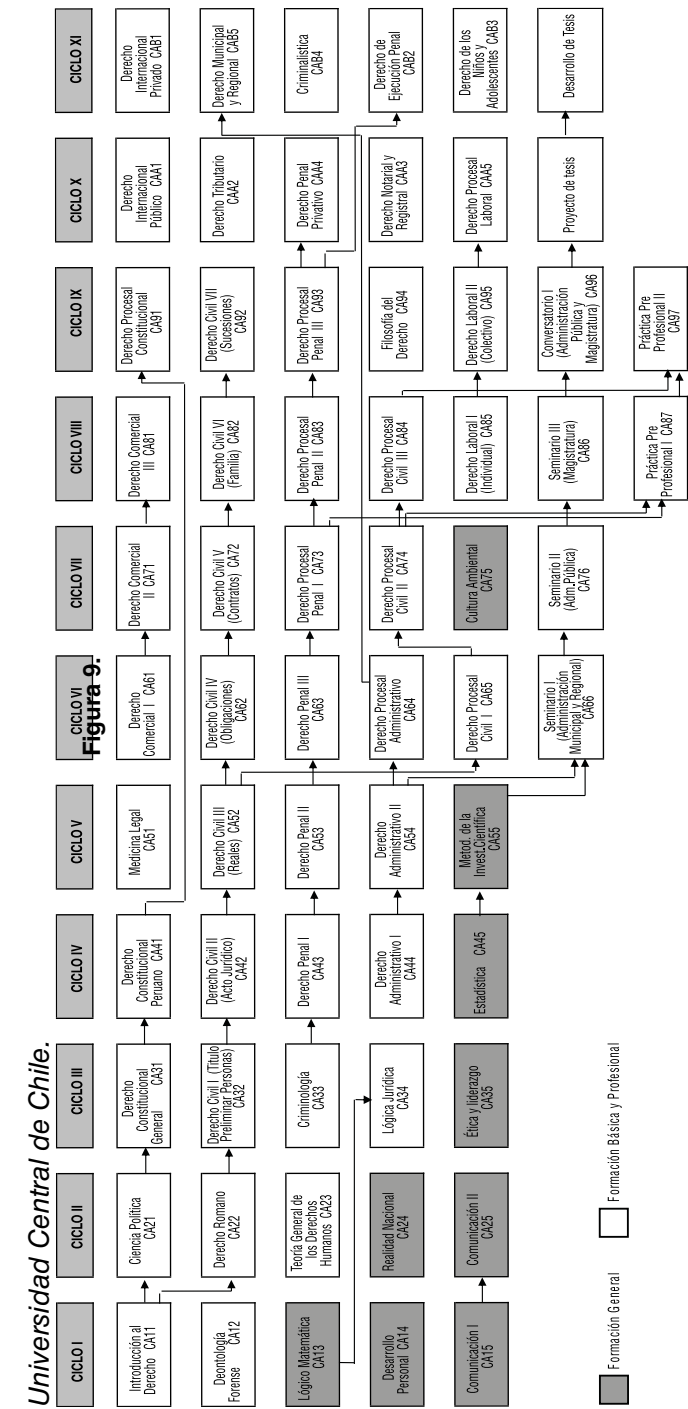 Universidad Central de Chile.
Figura 9.
CICLO I
Introducción al
Derecho CA11
Deontología
Forense CA12
Lógico Matemática
CA13
Desarrollo
Personal CA14
Comunicación I
CA15
CICLO II
Ciencia Política
CA21
Derecho Romano
CA22
Teoría General de
los Derechos
Humanos CA23
Realidad Nacional
CA24
Comunicación II
CA25
CICLO III
Derecho
Constitucional
General CA31
Derecho Civil I (Título
Preliminar Personas)
CA32
Criminología
CA33
Lógica Jurídica
CA34
Ética y liderazgo
CA35
CICLO IV
Derecho
Constitucional
Peruano CA41
Derecho Civil II
(Acto Jurídico)
CA42
Derecho Penal I
CA43
Derecho
Administrativo I
CA44
Estadística CA45
CICLO V
Medicina Legal
CA51
Derecho Civil III
(Reales) CA52
Derecho Penal II
CA53
Derecho
Administrativo II
CA54
Metod. de la
Invest.Científica
CA55
CICLO VI
Derecho
Comercial I CA61
Derecho Civil IV
(Obligaciones)
CA62
Derecho Penal III
CA63
Derecho Procesal
Administrativo
CA64
Derecho Procesal
Civil I CA65
Seminario I
(Administración
Municipal y Regional)
CA66
CICLO VII
Derecho Comercial
II CA71
Derecho Civil V
(Contratos) CA72
Derecho Procesal
Penal I CA73
Derecho Procesal
Civil II CA74
Cultura Ambiental
CA75
Seminario II
(Adm.Pública)
CA76
CICLO VIII
Derecho Comercial
III CA81
Derecho Civil VI
(Familia) CA82
Derecho Procesal
Penal II CA83
Derecho Procesal
Civil III CA84
Derecho Laboral I
(Individual) CA85
Seminario III
(Magistratura)
CA86
Práctica Pre
Profesional I CA87
CICLO IX
Derecho Procesal
Constitucional
CA91
Derecho Civil VII
(Sucesiones)
CA92
Derecho Procesal
Penal III CA93
Filosofía del
Derecho CA94
Derecho Laboral II
(Colectivo) CA95
Conversatorio I
(Administración
Pública y
Magistratura) CA96
Práctica Pre
Profesional II
CA97
CICLO X
Derecho
Internacional
Público CAA1
Derecho Tributario
CAA2
Derecho Penal
Privativo CAA4
Derecho Notarial y
Registral CAA3
Derecho Procesal
Laboral CAA5
Proyecto de tesis
CICLO XI
Derecho
Internacional
Privado CAB1
Derecho Municipal
y Regional CAB5
Criminalistica
CAB4
Derecho de
Ejecución Penal
CAB2
Derecho de los
Niños y
Adolescentes CAB3
Desarrollo de Tesis
Formación General
Formación Básica y Profesional